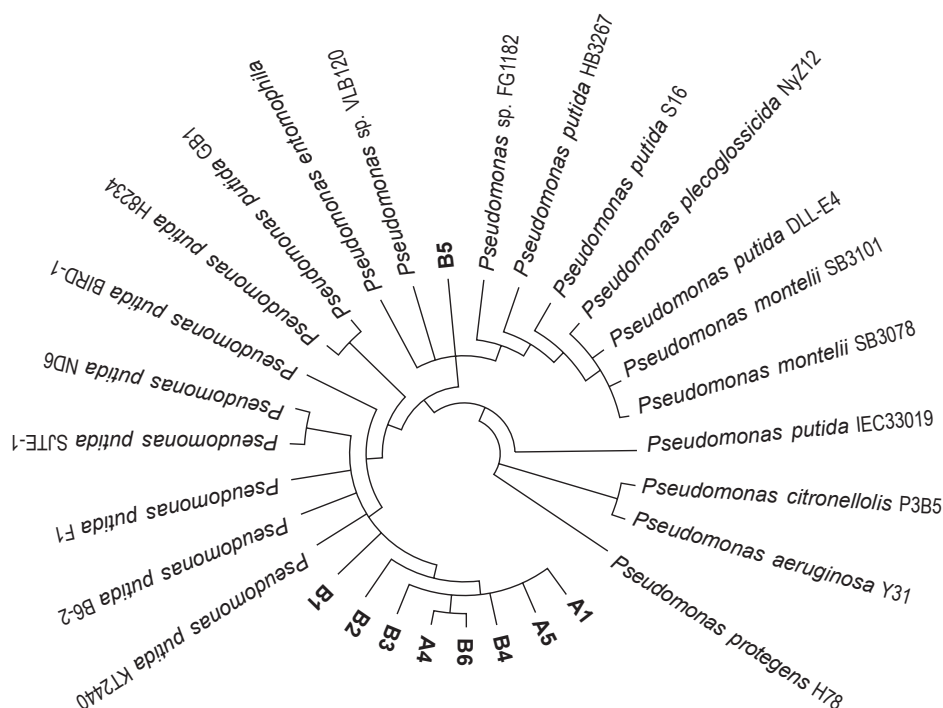 Pseudomonas sp. FG1182
Pseudomonas putida HB3267
Pseudomonas putida S16
Pseudomonas plecoglossicida NyZ12
Pseudomonas putida DLL-E4
Pseudomonas montelii SB3101
Pseudomonas montelii SB3078
Pseudomonas putida IEC33019
Pseudomonas citronellolis P3B5
Pseudomonas aeruginosa Y31
Pseudomonas protegens H78
A1
A5
B4
B6
A4
B3
B2
B1
Pseudomonas putida KT2440
Pseudomonas putida B6-2
Pseudomonas putida F1
Pseudomonas putida SJTE-1
Pseudomonas putida ND6
Pseudomonas putida BIRD-1
Pseudomonas putida H8234
Pseudomonas putida GB1
Pseudomonas entomophila
Pseudomonas sp. VLB120
B5